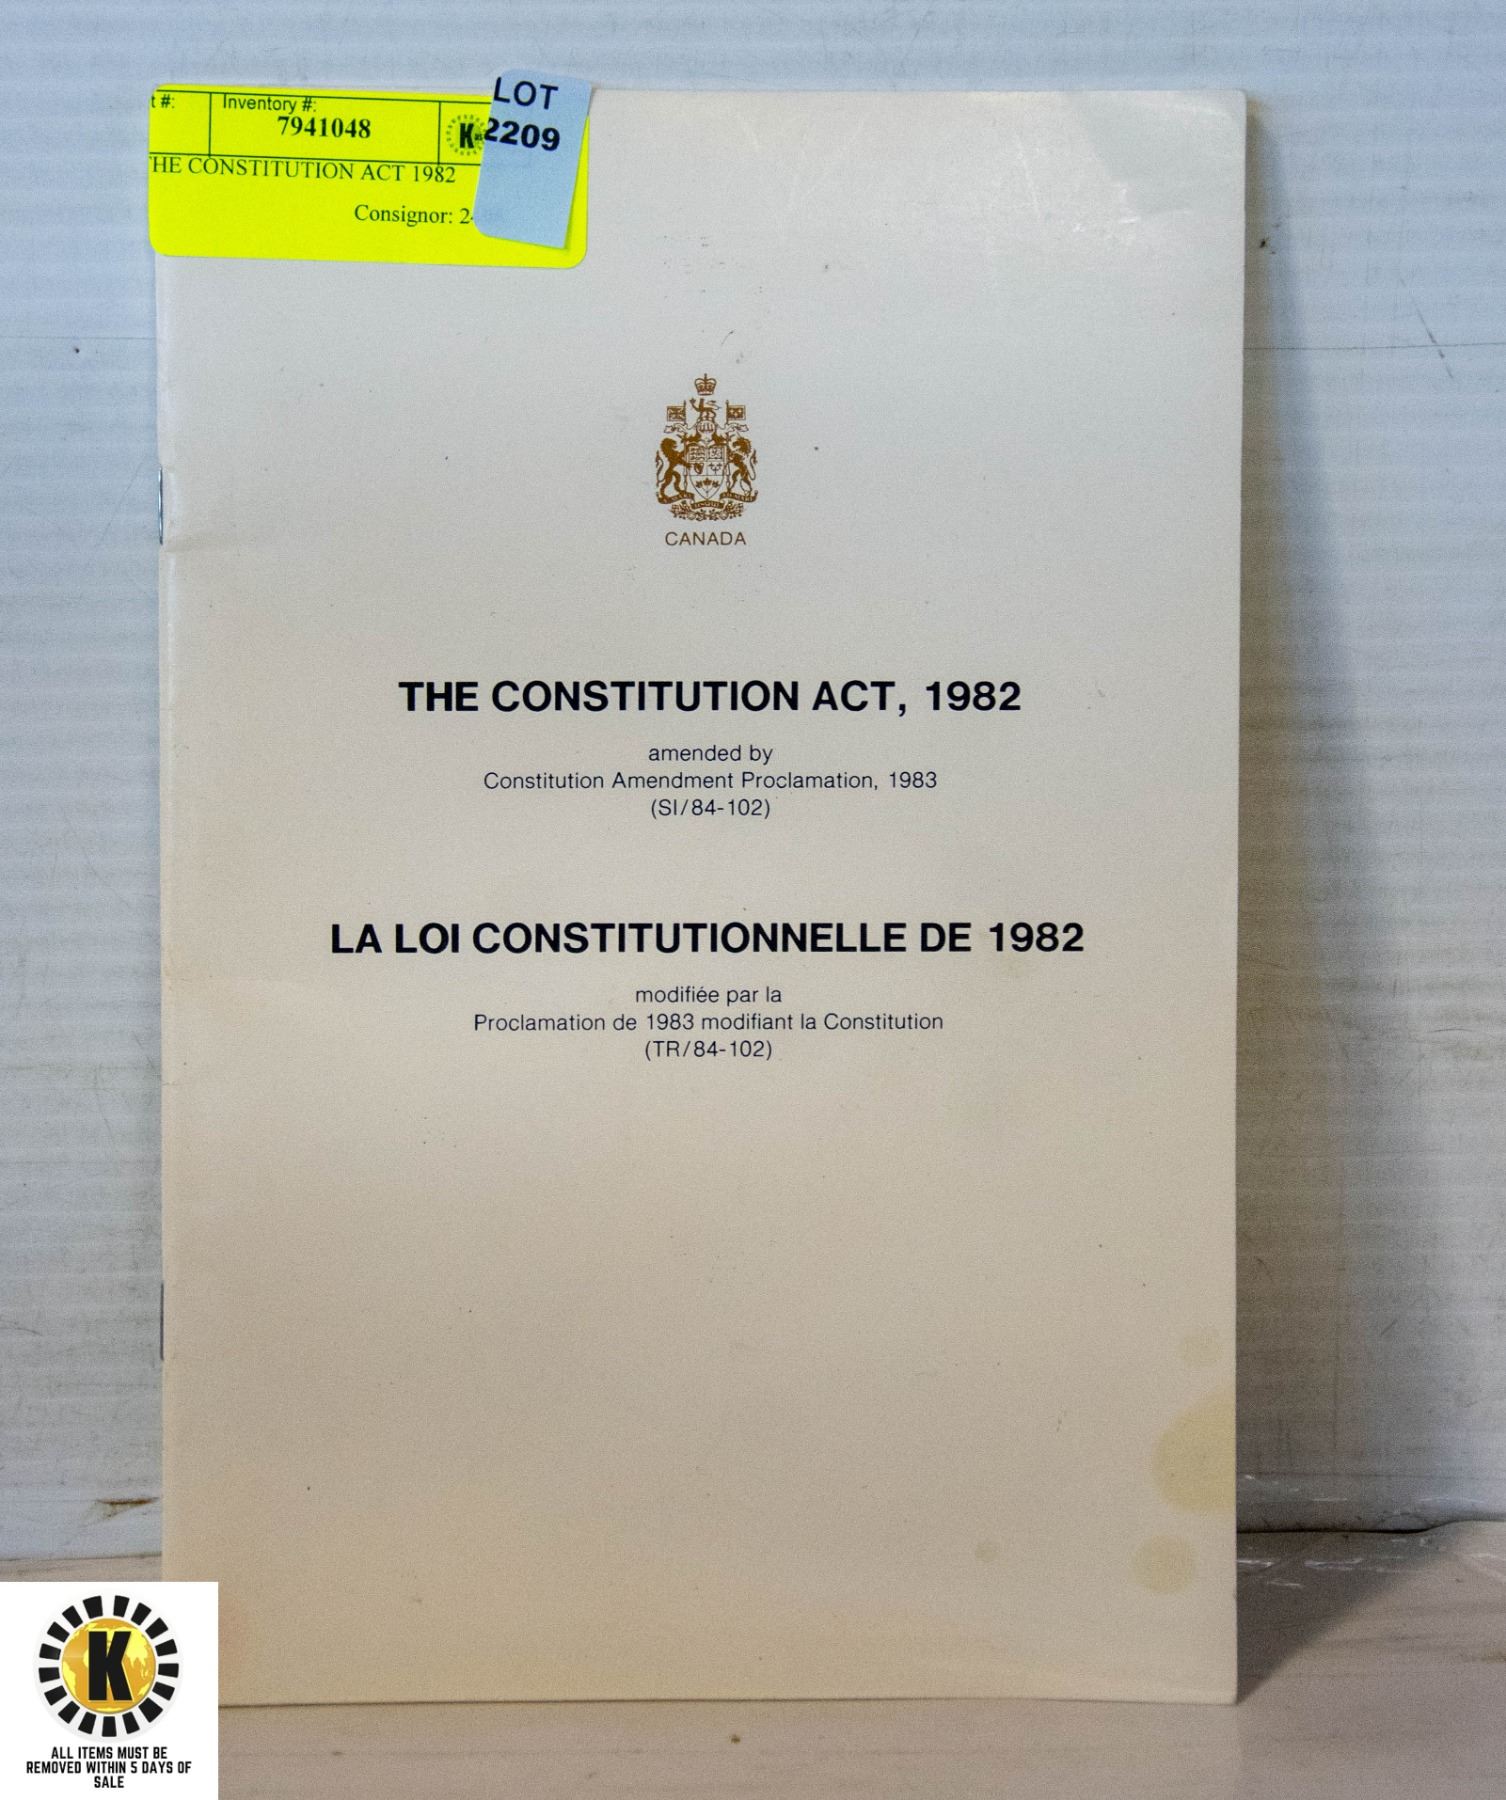 t #:
Inventory #:
7941048
K
LOT
2209
HE CONSTITUTION ACT 1982
Consignor: 2
CANADA
THE CONSTITUTION ACT, 1982
amended by
Constitution Amendment Proclamation, 1983
(SI/84-102)
LA LOI CONSTITUTIONNELLE DE 1982
modifiée par la
Proclamation de 1983 modifiant la Constitution
(TR/84-102)
K
ALL ITEMS MUST BE
REMOVED WITHIN 5 DAYS OF
SALE